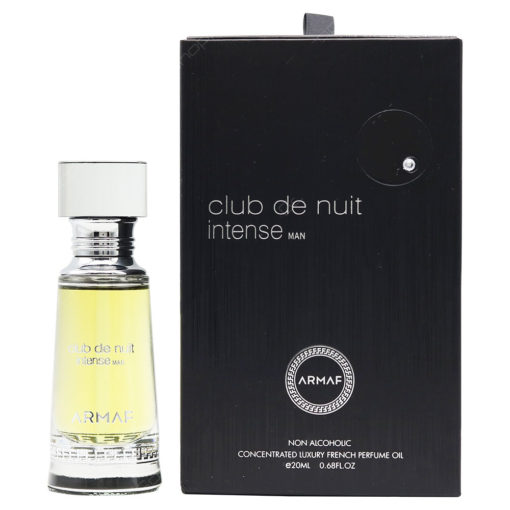 club de nuit
intense MAN
ARMAF
NON ALCOHOLIC
CONCENTRATED LUXURY FRENCH PERFUME OIL
℮20ML 0.68FL.OZ
club de nuit
intense MAN
ARMAF